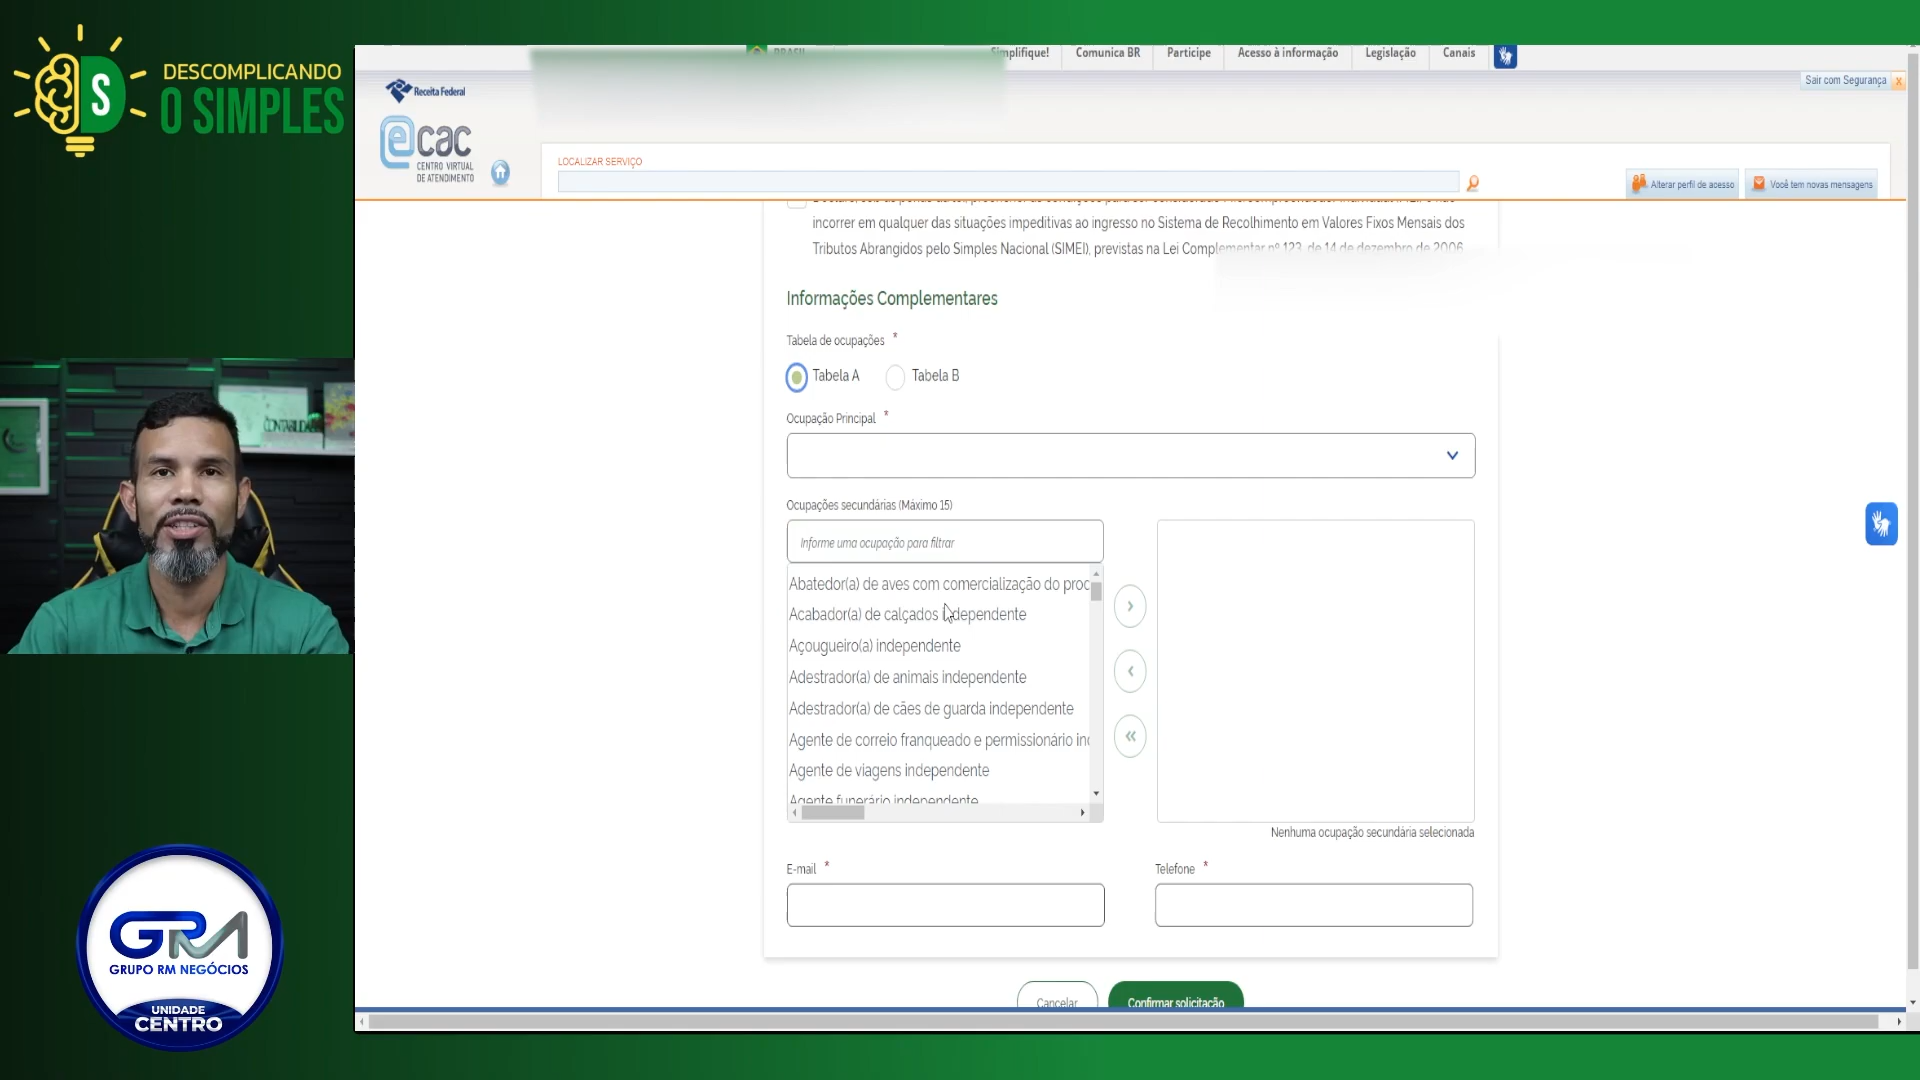 DESCOMPLICANDO
O SIMPLES
S
BRASIL
Simplifique!
Comunica BR
Participe
Acesso à informação
Legislação
Canais
Receita Federal
Sair com Segurança
x
e cac
CENTRO VIRTUAL
DE ATENDIMENTO
LOCALIZAR SERVIÇO
Alterar perfil de acesso
Você tem novas mensagens
incorrer em qualquer das situações impeditivas ao ingresso no Sistema de Recolhimento em Valores Fixos Mensais dos
Tributos Abrangidos pelo Simples Nacional (SIMEI), previstas na Lei Complementar nº 123, de 14 de dezembro de 2006
Informações Complementares
Tabela de ocupações *
Tabela A
Tabela B
Ocupação Principal *
Ocupações secundárias (Máximo 15)
Informe uma ocupação para filtrar
Abatedor(a) de aves com comercialização do proc
Acabador(a) de calçados independente
Açougueiro(a) independente
Adestrador(a) de animais independente
Adestrador(a) de cães de guarda independente
Agente de correio franqueado e permissionário in
Agente de viagens independente
Agente funerário independente
Nenhuma ocupação secundária selecionada
E-mail *
Telefone *
Cancelar
Confirmar solicitação
CONTABILIDADE
GRM
GRUPO RM NEGÓCIOS
UNIDADE
CENTRO